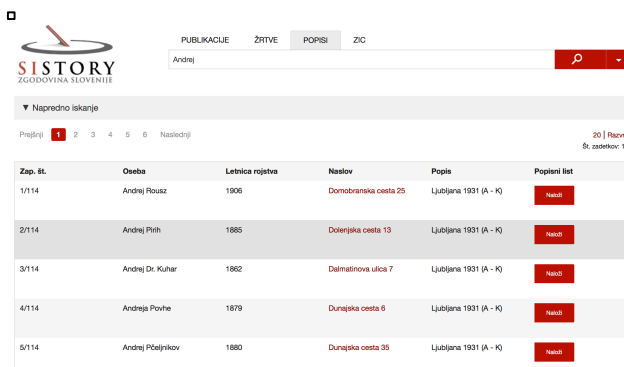 PUBLIKACIJE ŽRTVE POPISI ZIC
Andrej
SISTORY
ZGODOVINA SLOVENIJE
▼ Napredno iskanje
Prejšnji 1 2 3 4 5 6 Naslednji
20 |
Št. zadetkov:
Zap. št. Oseba Letnica rojstva Naslov Popis Popisni list
1/114 Andrej Rousz 1906 Domobranska cesta 25 Ljubljana 1931 (A - K) Naloži
2/114 Andrej Pirih 1885 Dolenjska cesta 13 Ljubljana 1931 (A - K) Naloži
3/114 Andrej Dr. Kuhar 1862 Dalmatinova ulica 7 Ljubljana 1931 (A - K) Naloži
4/114 Andreja Povhe 1879 Dunajska cesta 6 Ljubljana 1931 (A - K) Naloži
5/114 Andrej Pčeljnikov 1880 Dunajska cesta 35 Ljubljana 1931 (A - K) Naloži